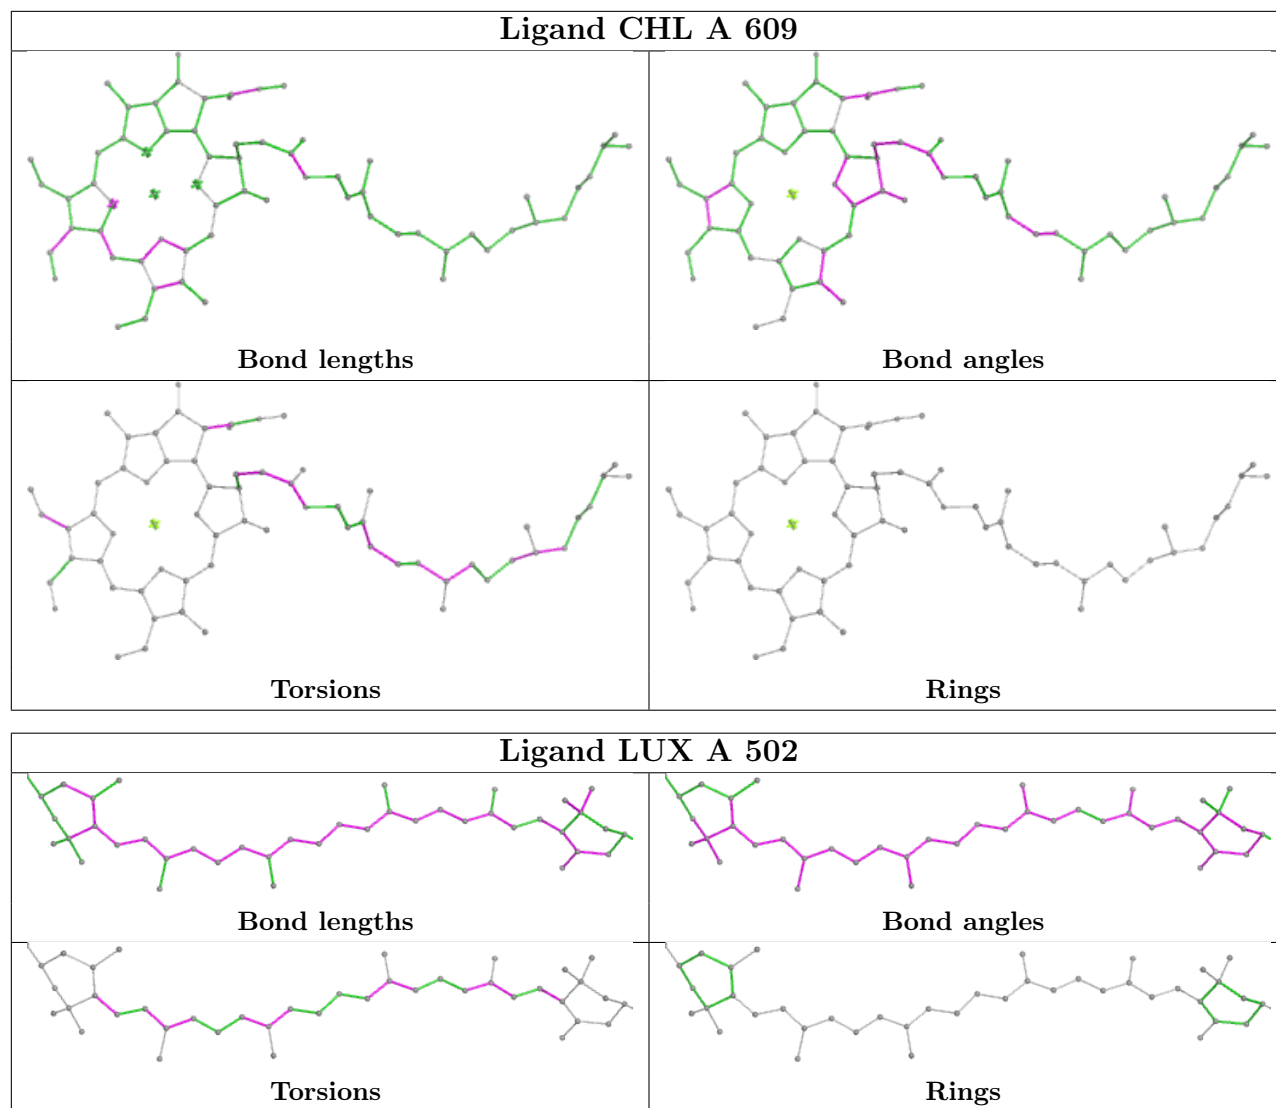 Ligand CHL A 609
Bond lengths
Bond angles
Torsions
Rings
Ligand LUX A 502
Bond lengths
Bond angles
Torsions
Rings